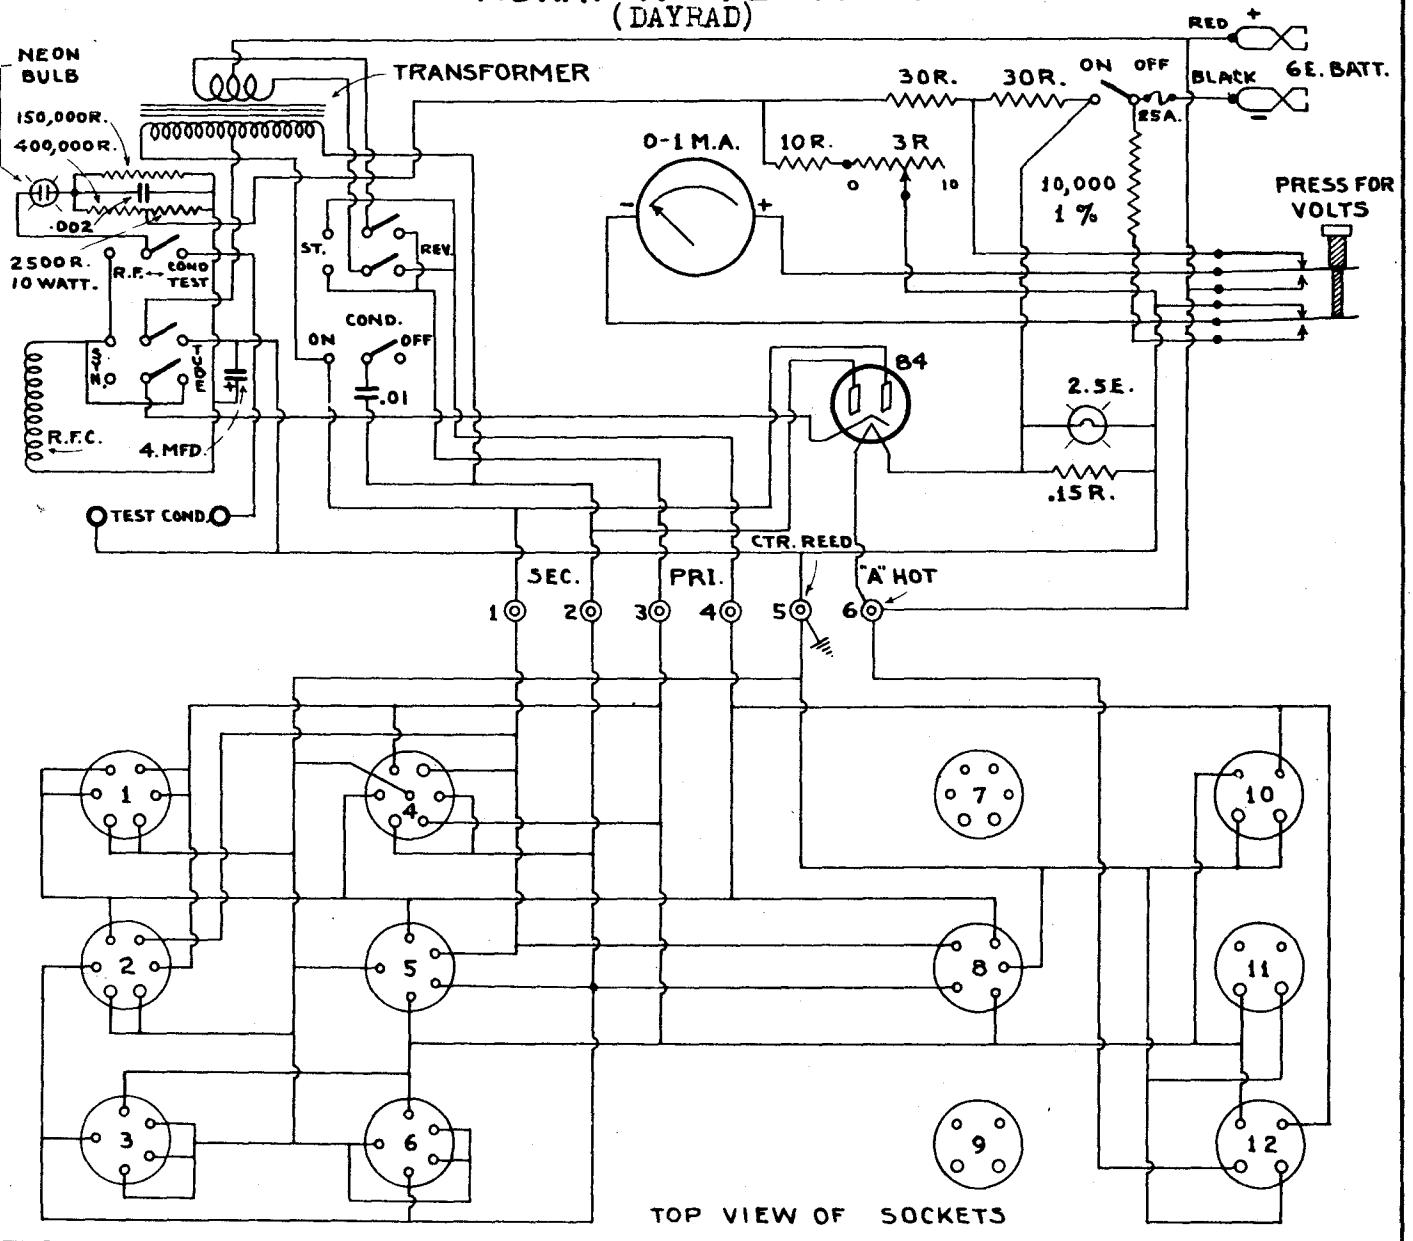 (DAYRAD)
NEON
BULB
TRANSFORMER
150,000R.
400,000R.
.002
2500R.
10 WATT.
R.F.
COND
TEST
ST.
REV.
COND.
ON
OFF
.01
SYN.
TUBE
+
4. MFD.
R.F.C.
TEST COND.
0-1 M.A.
-
+
30R.
30R.
ON OFF
25A.
RED
+
BLACK
-
6E. BATT.
10R.
3R
0
10
10,000
1%
PRESS FOR
VOLTS
84
2.5E.
.15R.
CTR. REED
"A" HOT
SEC.
PRI.
1
2
3
4
5
6
1
4
7
10
2
5
8
11
3
6
9
12
TOP VIEW OF SOCKETS